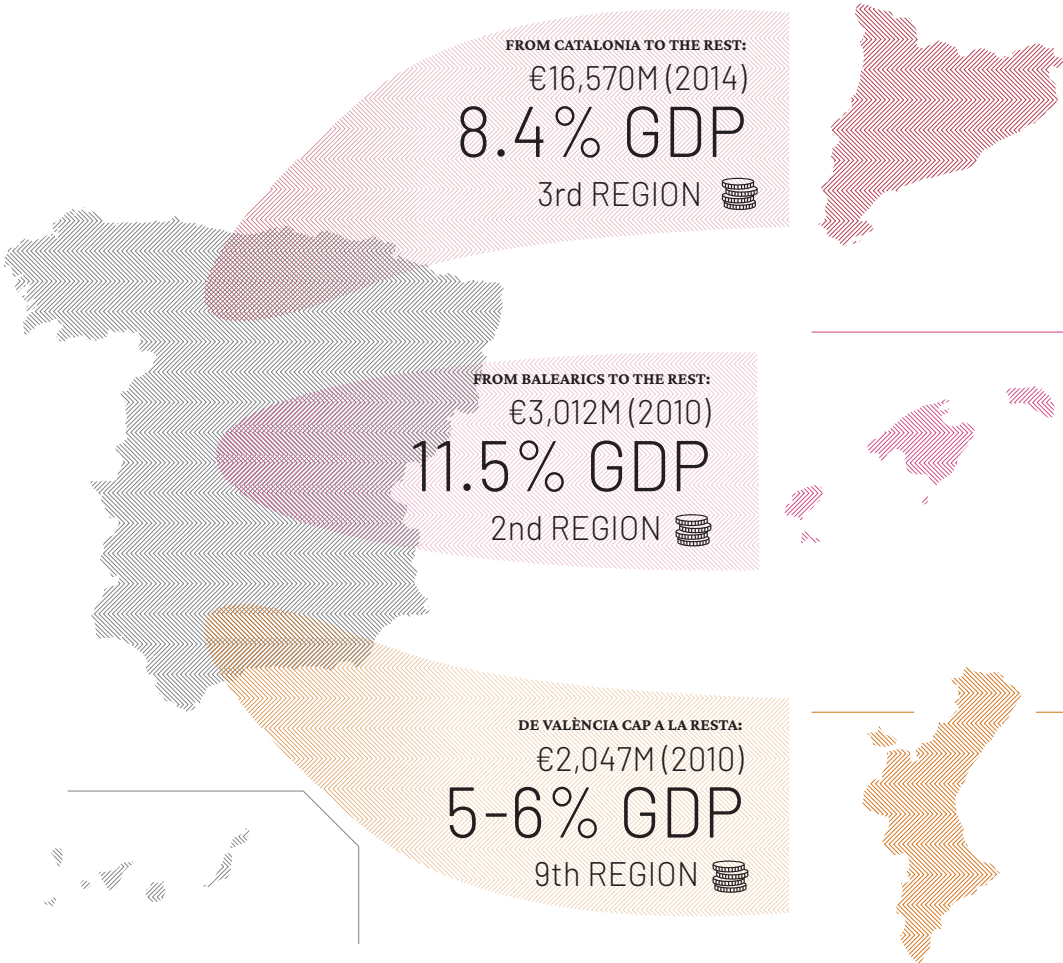 FROM CATALONIA TO THE REST:
€16,570M (2014)
8.4% GDP
3rd REGION
FROM BALEARICS TO THE REST:
€3,012M (2010)
11.5% GDP
2nd REGION
DE VALÈNCIA CAP A LA RESTA:
€2,047M (2010)
5-6% GDP
9th REGION